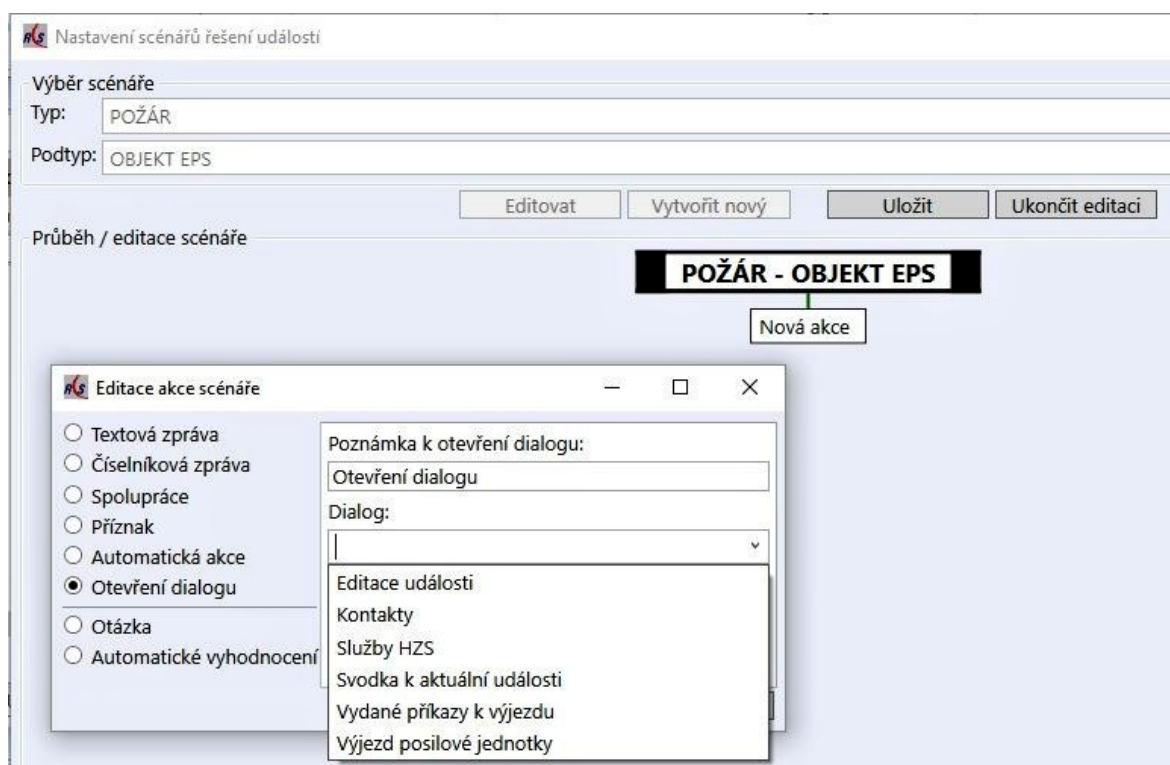 RCS Nastavení scénářů řešení událostí
Výběr scénáře
Typ: POŽÁR
Podtyp: OBJEKT EPS
Editovat Vytvořit nový Uložit Ukončit editaci
Průběh / editace scénáře
POŽÁR - OBJEKT EPS
Nová akce
RCS Editace akce scénáře
Textová zpráva
Číselníková zpráva
Spolupráce
Příznak
Automatická akce
Otevření dialogu
Otázka
Automatické vyhodnocení
Poznámka k otevření dialogu:
Otevření dialogu
Dialog:
Editace události
Kontakty
Služby HZS
Svodka k aktuální události
Vydané příkazy k výjezdu
Výjezd posilové jednotky